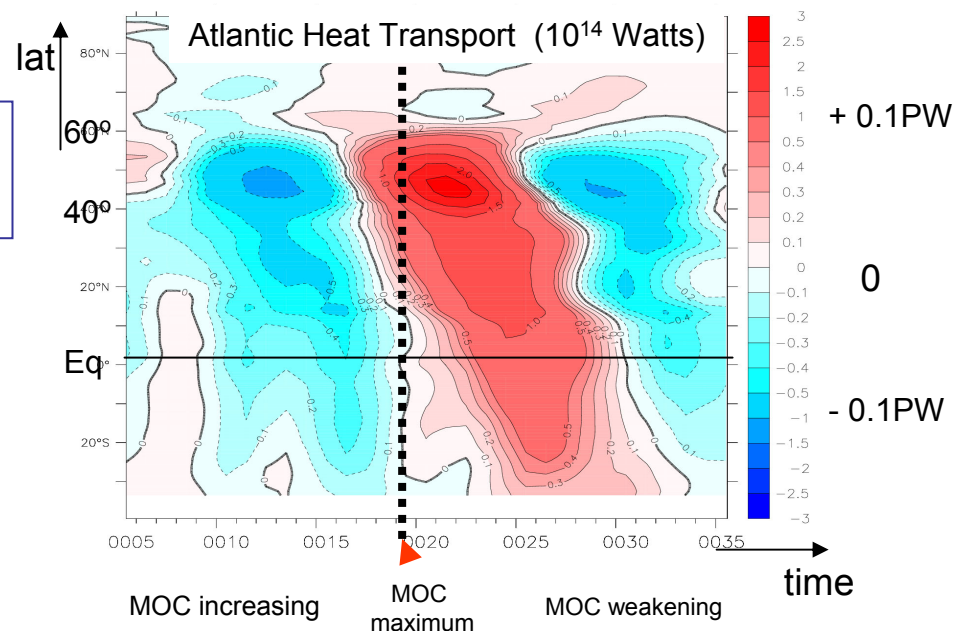 Atlantic Heat Transport (10¹⁴ Watts)
lat
80°N
60º
60°N
40º
40°N
20°N
Eq
0°
20°S
0005 0010 0015 0020 0025 0030 0035
time
MOC increasing
MOC
maximum
MOC weakening
3
2.5
2
1.5
1
0.5
0.4
0.3
0.2
0.1
0
-0.1
-0.2
-0.3
-0.4
-0.5
-1
-1.5
-2
-2.5
-3
+ 0.1PW
0
- 0.1PW